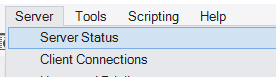 Server Tools Scripting Help
Server Status
Client Connections